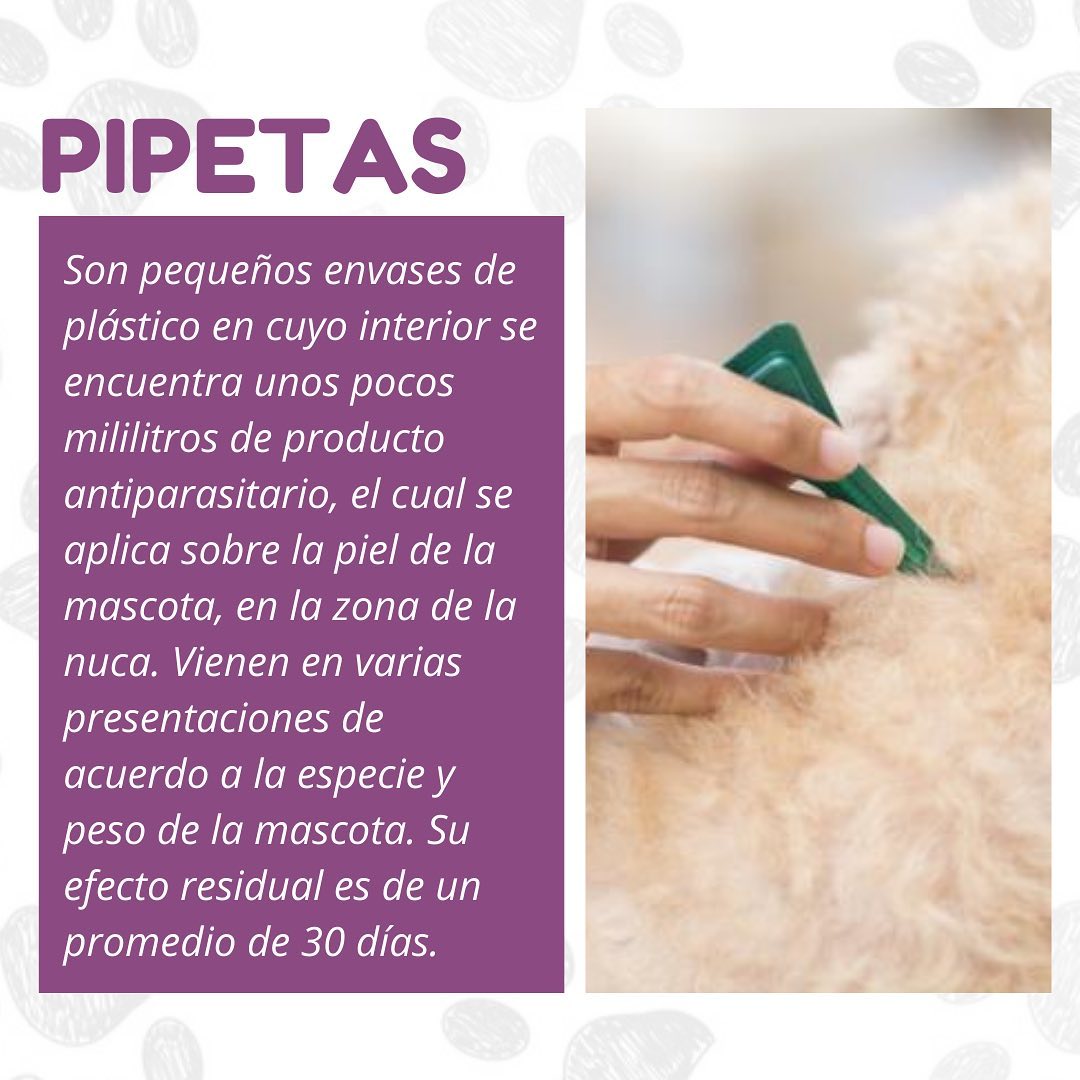 PIPETAS
Son pequeños envases de
plástico en cuyo interior se
encuentra unos pocos
mililitros de producto
antiparasitario, el cual se
aplica sobre la piel de la
mascota, en la zona de la
nuca. Vienen en varias
presentaciones de
acuerdo a la especie y
peso de la mascota. Su
efecto residual es de un
promedio de 30 días.